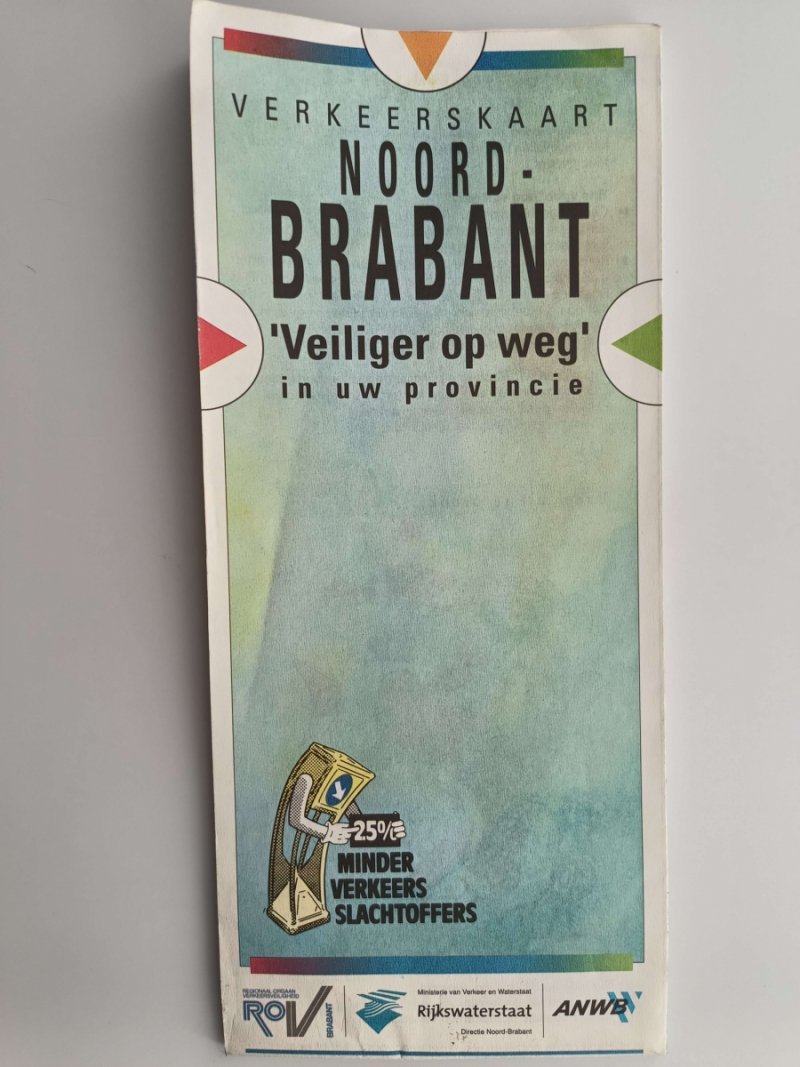 VERKEERSKAART
NOORD-
BRABANT
'Veiliger op weg'
in uw provincie
-25%
MINDER
VERKEERS
SLACHTOFFERS
REGIONAAL ORGAAN
VERKEERSVEILIGHEID
ROV
BRABANT
Ministerie van Verkeer en Waterstaat
Rijkswaterstaat
Directie Noord-Brabant
ANWB